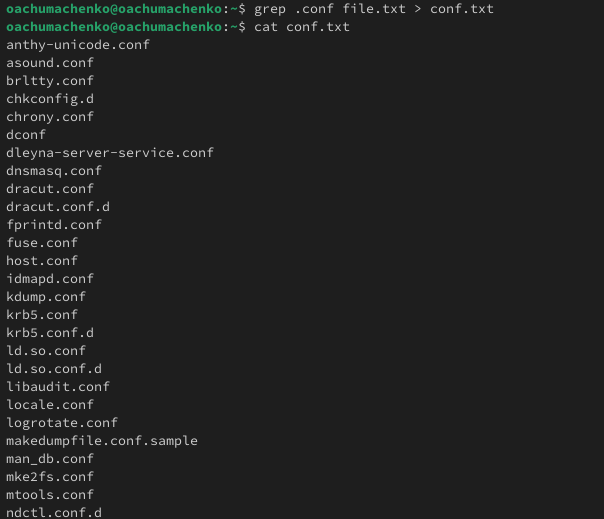 oachumachenko@oachumachenko:~$ grep .conf file.txt > conf.txt
oachumachenko@oachumachenko:~$ cat conf.txt
anthy-unicode.conf
asound.conf
brltty.conf
chkconfig.d
chrony.conf
dconf
dleyna-server-service.conf
dnsmasq.conf
dracut.conf
dracut.conf.d
fprintd.conf
fuse.conf
host.conf
idmapd.conf
kdump.conf
krb5.conf
krb5.conf.d
ld.so.conf
ld.so.conf.d
libaudit.conf
locale.conf
logrotate.conf
makedumpfile.conf.sample
man_db.conf
mke2fs.conf
mtools.conf
ndctl.conf.d